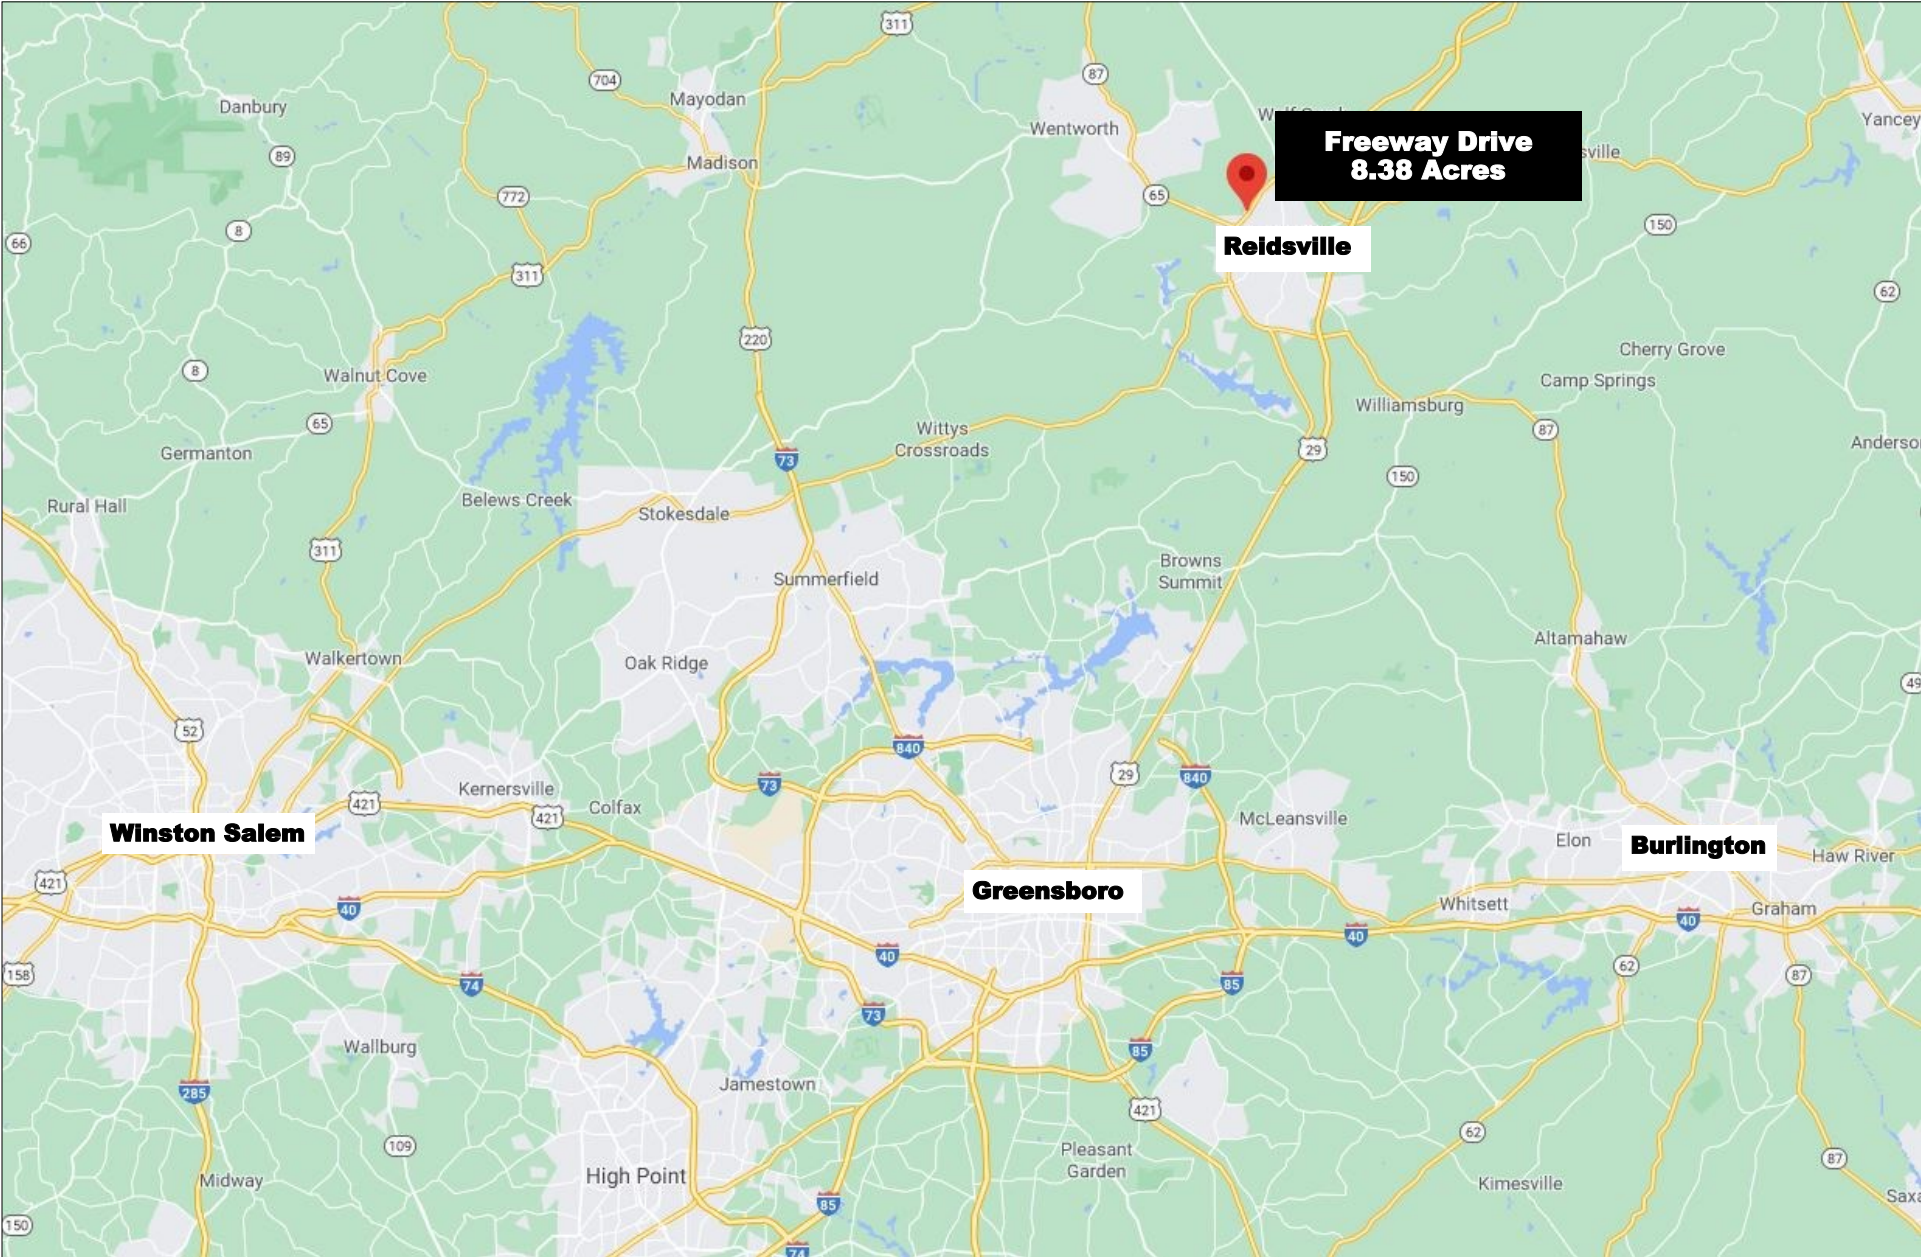 311
704
87
Mayodan
Danbury
Wentworth
Freeway Drive
8.38 Acres
Yancey
sville
89
Madison
772
65
8
66
150
Reidsville
311
62
220
Cherry Grove
8
Walnut Cove
Camp Springs
Williamsburg
65
Wittys
Crossroads
87
Germanton
73
29
Anderso
150
Rural Hall
Belews Creek
Stokesdale
311
Summerfield
Browns
Summit
Walkertown
Oak Ridge
Altamahaw
49
52
840
29
840
73
Kernersville
421
421
Colfax
McLeansville
Winston Salem
Elon
Burlington
Haw River
421
Greensboro
40
Whitsett
Graham
40
40
40
158
74
85
62
87
73
Wallburg
85
Jamestown
285
421
109
62
Pleasant
Garden
High Point
Midway
87
Kimesville
85
Saxa
150
74